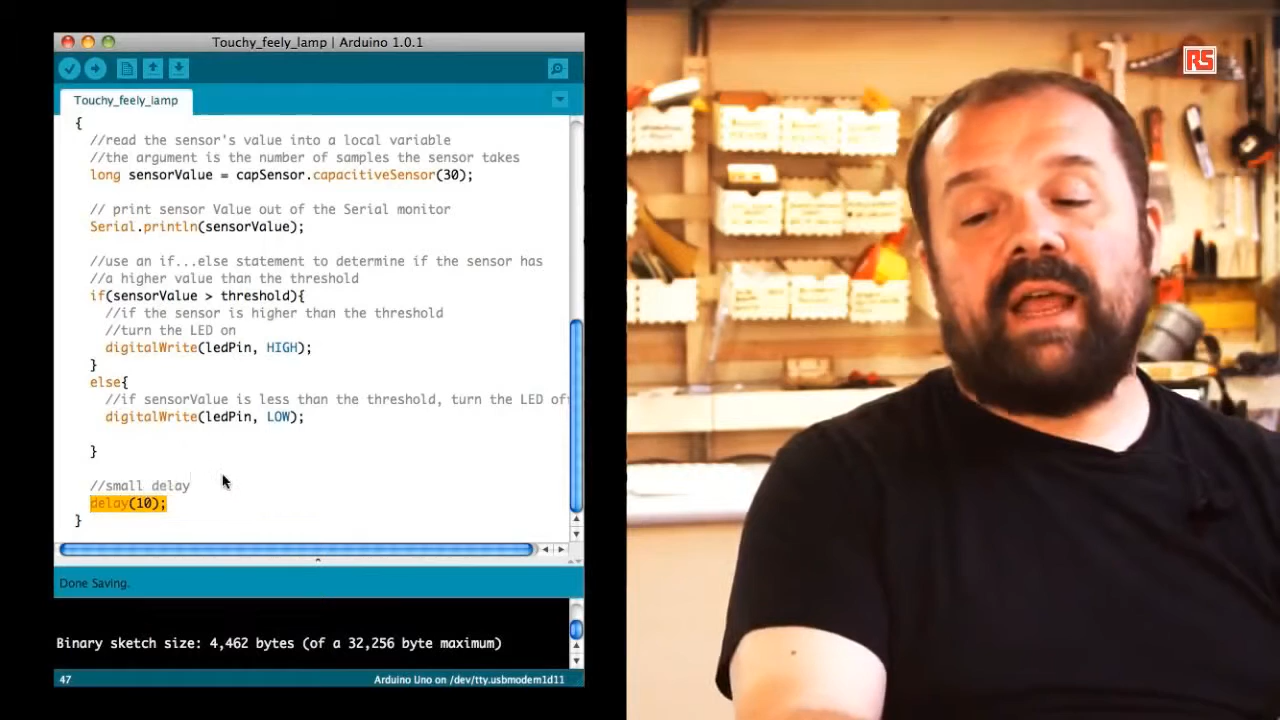 Touchy_feely_lamp | Arduino 1.0.1
Touchy_feely_lamp
{
//read the sensor's value into a local variable
//the argument is the number of samples the sensor takes
long sensorValue = capSensor.capacitiveSensor(30);
// print sensor Value out of the Serial monitor
Serial.println(sensorValue);
//use an if...else statement to determine if the sensor has
//a higher value than the threshold
if(sensorValue > threshold){
//if the sensor is higher than the threshold
//turn the LED on
digitalWrite(ledPin, HIGH);
}
else{
//if sensorValue is less than the threshold, turn the LED of
digitalWrite(ledPin, LOW);
}
//small delay
delay(10);
}
Done Saving.
Binary sketch size: 4,462 bytes (of a 32,256 byte maximum)
47
Arduino Uno on /dev/tty.usbmodem1d11
RS